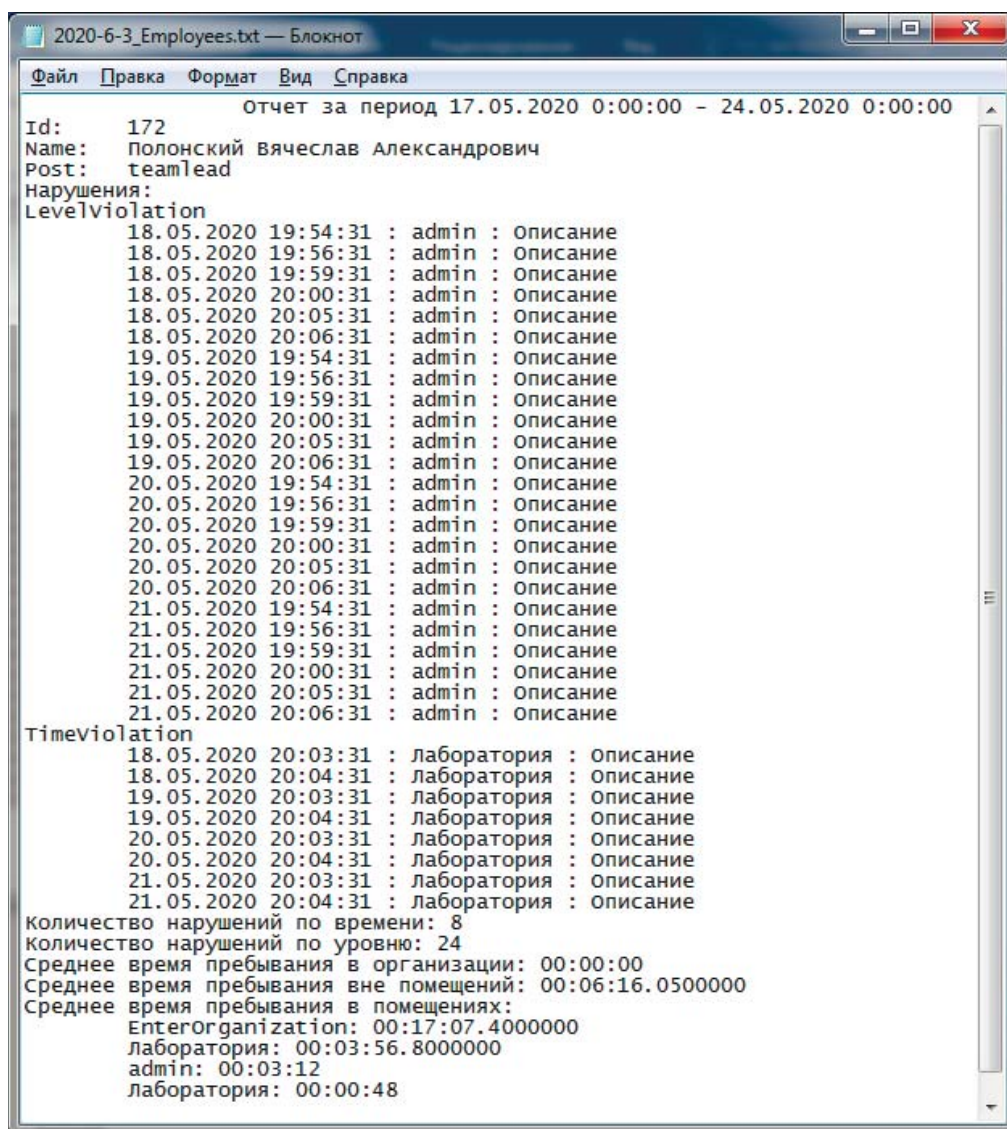 2020-6-3_Employees.txt — Блокнот
Файл Правка Формат Вид Справка
Отчет за период 17.05.2020 0:00:00 - 24.05.2020 0:00:00
Id: 172
Name: Полонский Вячеслав Александрович
Post: teamlead
Нарушения:
LevelViolation
18.05.2020 19:54:31 : admin : Описание
18.05.2020 19:56:31 : admin : Описание
18.05.2020 19:59:31 : admin : Описание
18.05.2020 20:00:31 : admin : Описание
18.05.2020 20:05:31 : admin : Описание
18.05.2020 20:06:31 : admin : Описание
19.05.2020 19:54:31 : admin : Описание
19.05.2020 19:56:31 : admin : Описание
19.05.2020 19:59:31 : admin : Описание
19.05.2020 20:00:31 : admin : Описание
19.05.2020 20:05:31 : admin : Описание
19.05.2020 20:06:31 : admin : Описание
20.05.2020 19:54:31 : admin : Описание
20.05.2020 19:56:31 : admin : Описание
20.05.2020 19:59:31 : admin : Описание
20.05.2020 20:00:31 : admin : Описание
20.05.2020 20:05:31 : admin : Описание
20.05.2020 20:06:31 : admin : Описание
21.05.2020 19:54:31 : admin : Описание
21.05.2020 19:56:31 : admin : Описание
21.05.2020 19:59:31 : admin : Описание
21.05.2020 20:00:31 : admin : Описание
21.05.2020 20:05:31 : admin : Описание
21.05.2020 20:06:31 : admin : Описание
TimeViolation
18.05.2020 20:03:31 : Лаборатория : Описание
18.05.2020 20:04:31 : Лаборатория : Описание
19.05.2020 20:03:31 : Лаборатория : Описание
19.05.2020 20:04:31 : Лаборатория : Описание
20.05.2020 20:03:31 : Лаборатория : Описание
20.05.2020 20:04:31 : Лаборатория : Описание
21.05.2020 20:03:31 : Лаборатория : Описание
21.05.2020 20:04:31 : Лаборатория : Описание
Количество нарушений по времени: 8
Количество нарушений по уровню: 24
Среднее время пребывания в организации: 00:00:00
Среднее время пребывания вне помещений: 00:06:16.0500000
Среднее время пребывания в помещениях:
EnterOrganization: 00:17:07.4000000
Лаборатория: 00:03:56.8000000
admin: 00:03:12
Лаборатория: 00:00:48